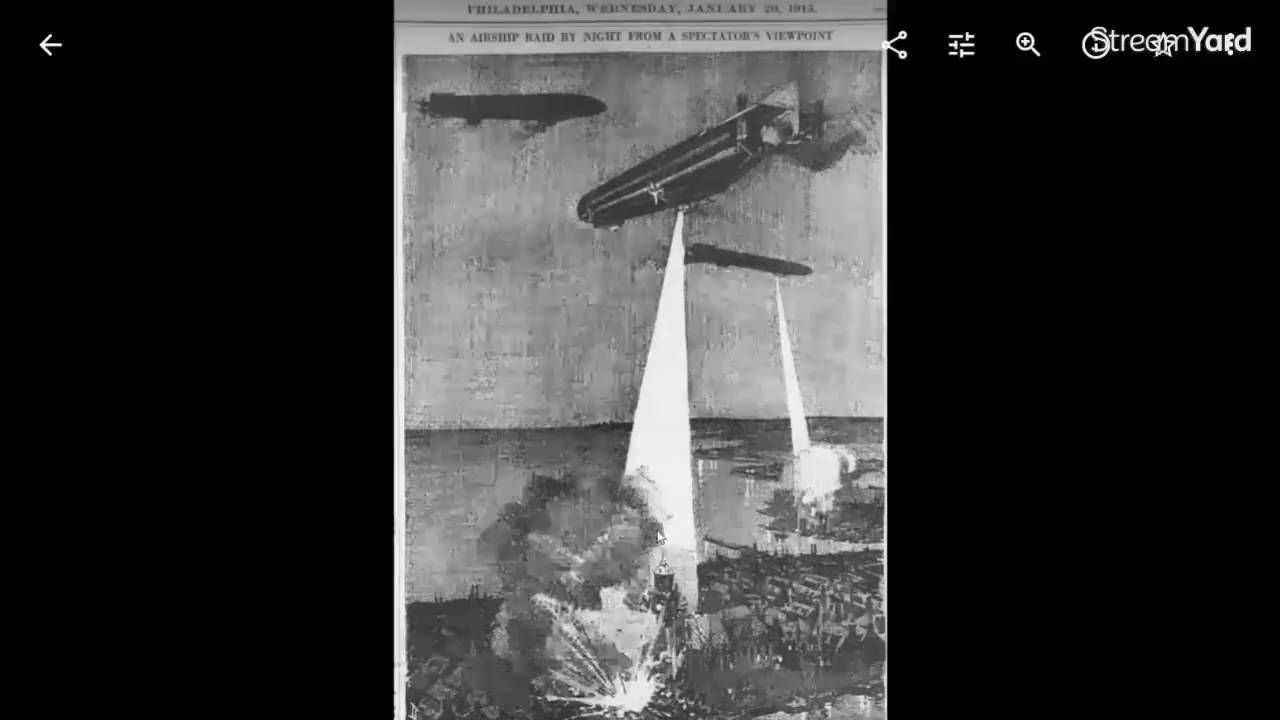 PHILADELPHIA, WEDNESDAY, JANUARY 20, 1915.
AN AIRSHIP RAID BY NIGHT FROM A SPECTATOR'S VIEWPOINT
StreamYard